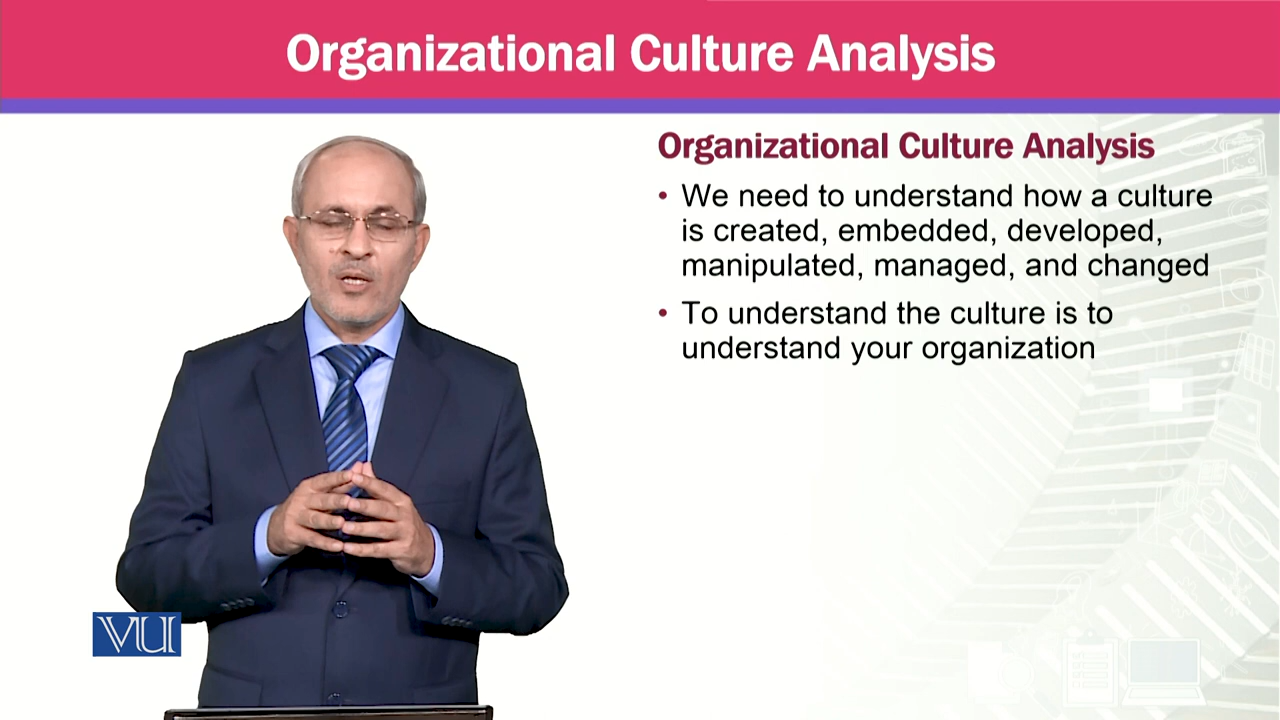 Organizational Culture Analysis
Organizational Culture Analysis
• We need to understand how a culture
is created, embedded, developed,
manipulated, managed, and changed
• To understand the culture is to
understand your organization
VU